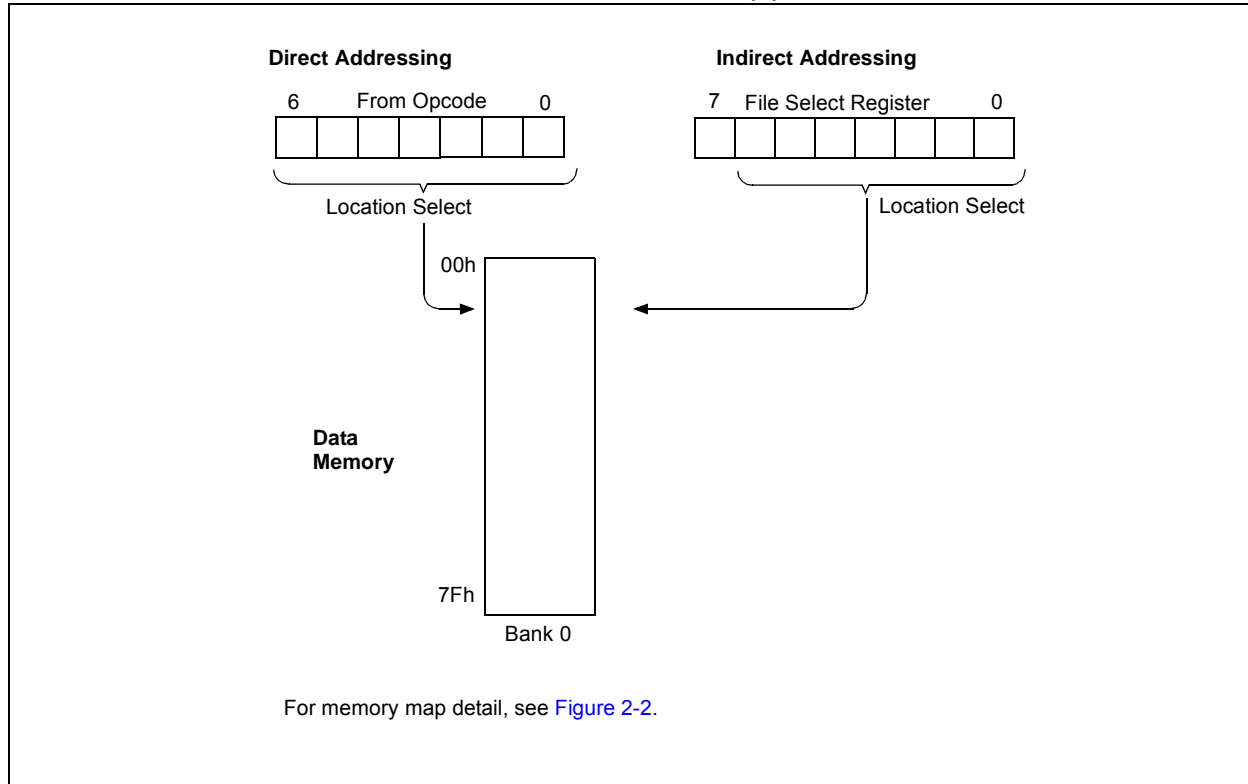 Direct Addressing
Indirect Addressing
6 From Opcode 0
7 File Select Register 0
Location Select
Location Select
00h
Data
Memory
7Fh
Bank 0
For memory map detail, see Figure 2-2.